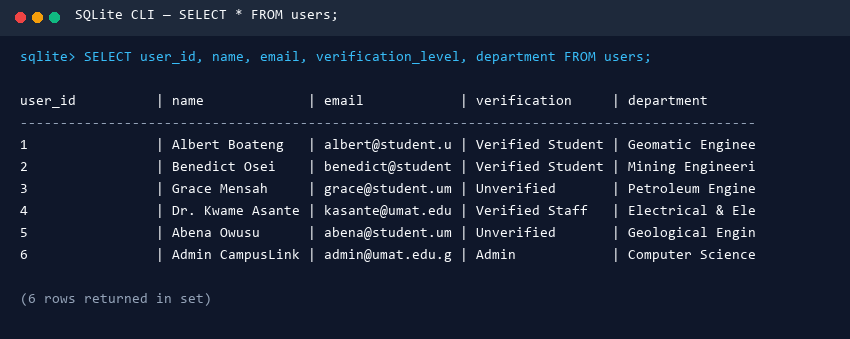 SQLite CLI — SELECT * FROM users;
sqlite> SELECT user_id, name, email, verification_level, department FROM users;
user_id | name | email | verification | department
--------------------------------------------------------------------------------------------
1 | Albert Boateng | albert@student.u | Verified Student | Geomatic Enginee
2 | Benedict Osei | benedict@student | Verified Student | Mining Engineeri
3 | Grace Mensah | grace@student.um | Unverified | Petroleum Engine
4 | Dr. Kwame Asante | kasante@umat.edu | Verified Staff | Electrical & Ele
5 | Abena Owusu | abena@student.um | Unverified | Geological Engin
6 | Admin CampusLink | admin@umat.edu.g | Admin | Computer Science
(6 rows returned in set)